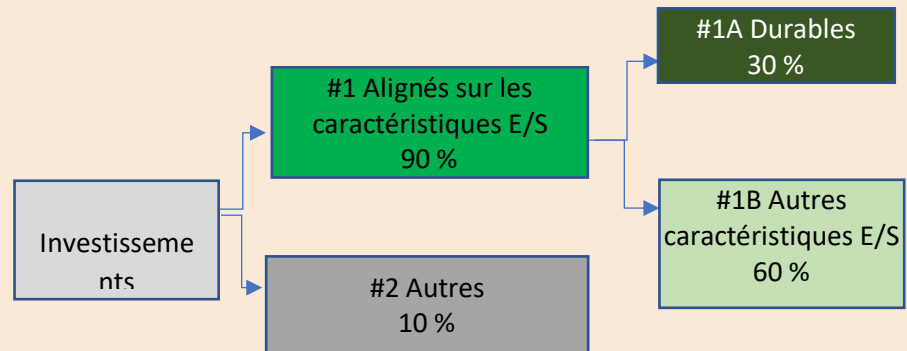 #1A Durables
30 %
#1 Alignés sur les
caractéristiques E/S
90 %
#1B Autres
caractéristiques E/S
60 %
Investisseme
nts
#2 Autres
10 %